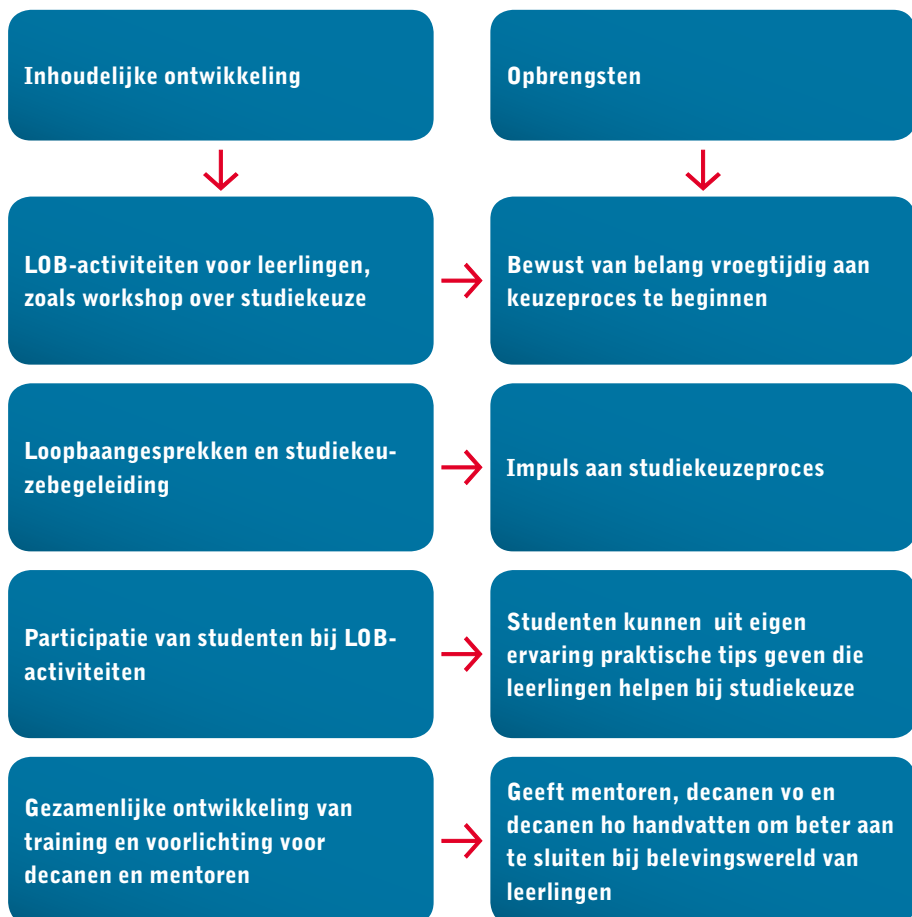 Inhoudelijke ontwikkeling
Opbrengsten
LOB-activiteiten voor leerlingen,
zoals workshop over studiekeuze
Bewust van belang vroegtijdig aan
keuzeproces te beginnen
Loopbaangesprekken en studiekeu-
zebegeleiding
Impuls aan studiekeuzeproces
Participatie van studenten bij LOB-
activiteiten
Studenten kunnen uit eigen
ervaring praktische tips geven die
leerlingen helpen bij studiekeuze
Gezamenlijke ontwikkeling van
training en voorlichting voor
decanen en mentoren
Geeft mentoren, decanen vo en
decanen ho handvatten om beter aan
te sluiten bij belevingswereld van
leerlingen